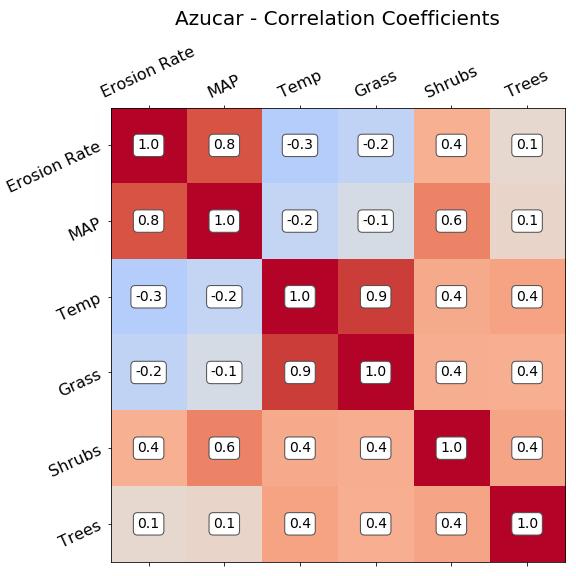 Azucar - Correlation Coefficients
Erosion Rate MAP Temp Grass Shrubs Trees
Erosion Rate 1.0 0.8 -0.3 -0.2 0.4 0.1
MAP 0.8 1.0 -0.2 -0.1 0.6 0.1
Temp -0.3 -0.2 1.0 0.9 0.4 0.4
Grass -0.2 -0.1 0.9 1.0 0.4 0.4
Shrubs 0.4 0.6 0.4 0.4 1.0 0.4
Trees 0.1 0.1 0.4 0.4 0.4 1.0